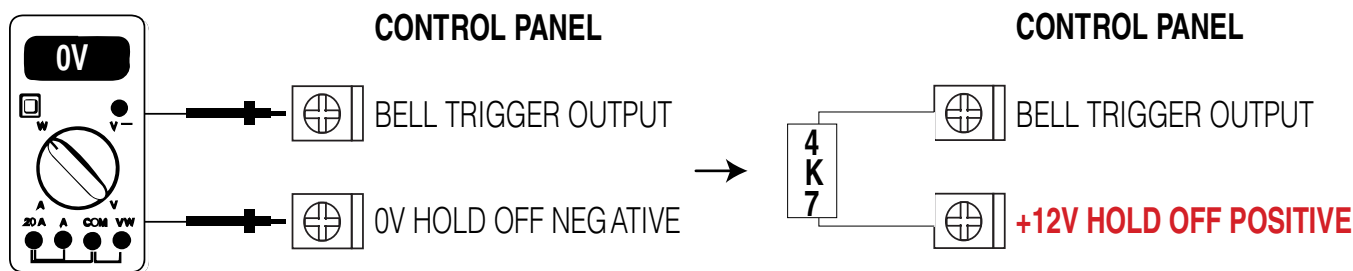 CONTROL PANEL
0V
W
V
BELL TRIGGER OUTPUT
A
V
20 A A COM VW
0V HOLD OFF NEGATIVE
CONTROL PANEL
BELL TRIGGER OUTPUT
4
K
7
+12V HOLD OFF POSITIVE